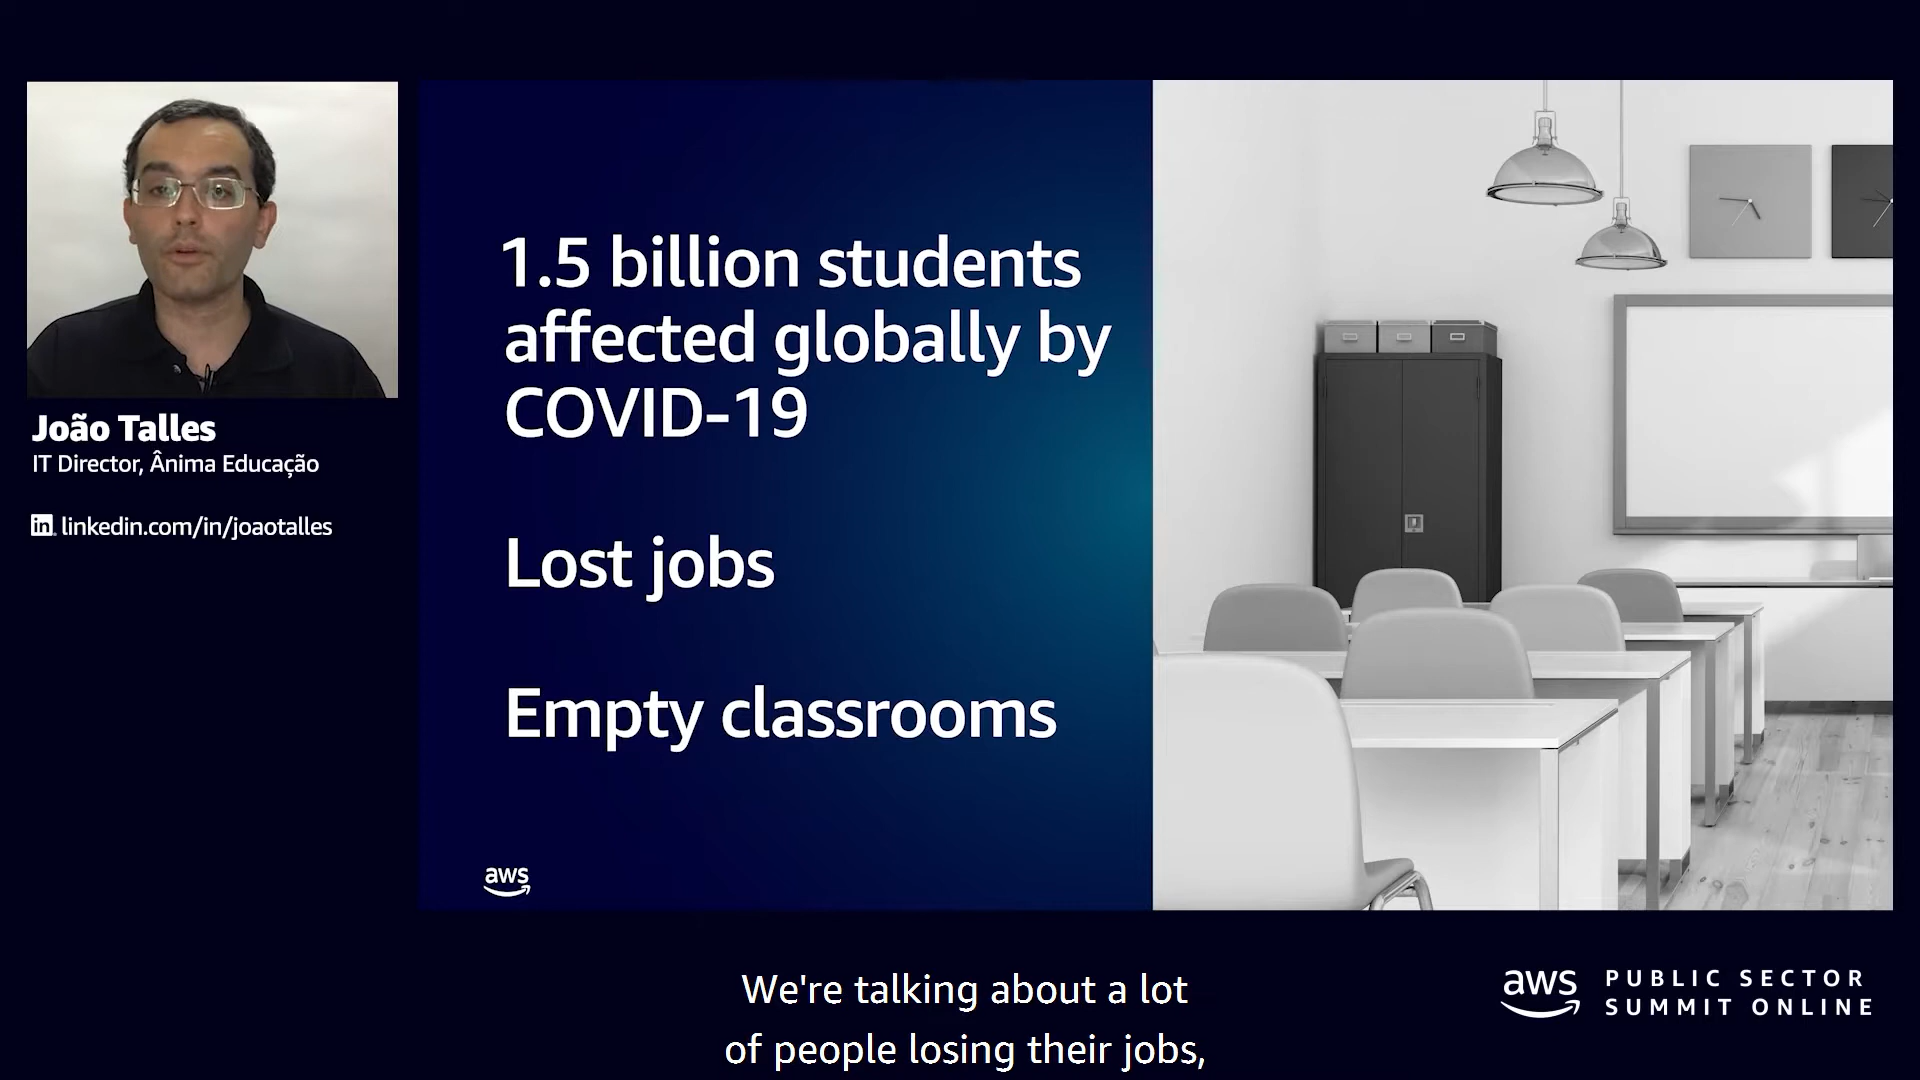 João Talles
IT Director, Ânima Educação
in linkedin.com/in/joaotalles
1.5 billion students
affected globally by
COVID-19
Lost jobs
Empty classrooms
aws
We're talking about a lot
of people losing their jobs,
aws PUBLIC SECTOR
SUMMIT ONLINE